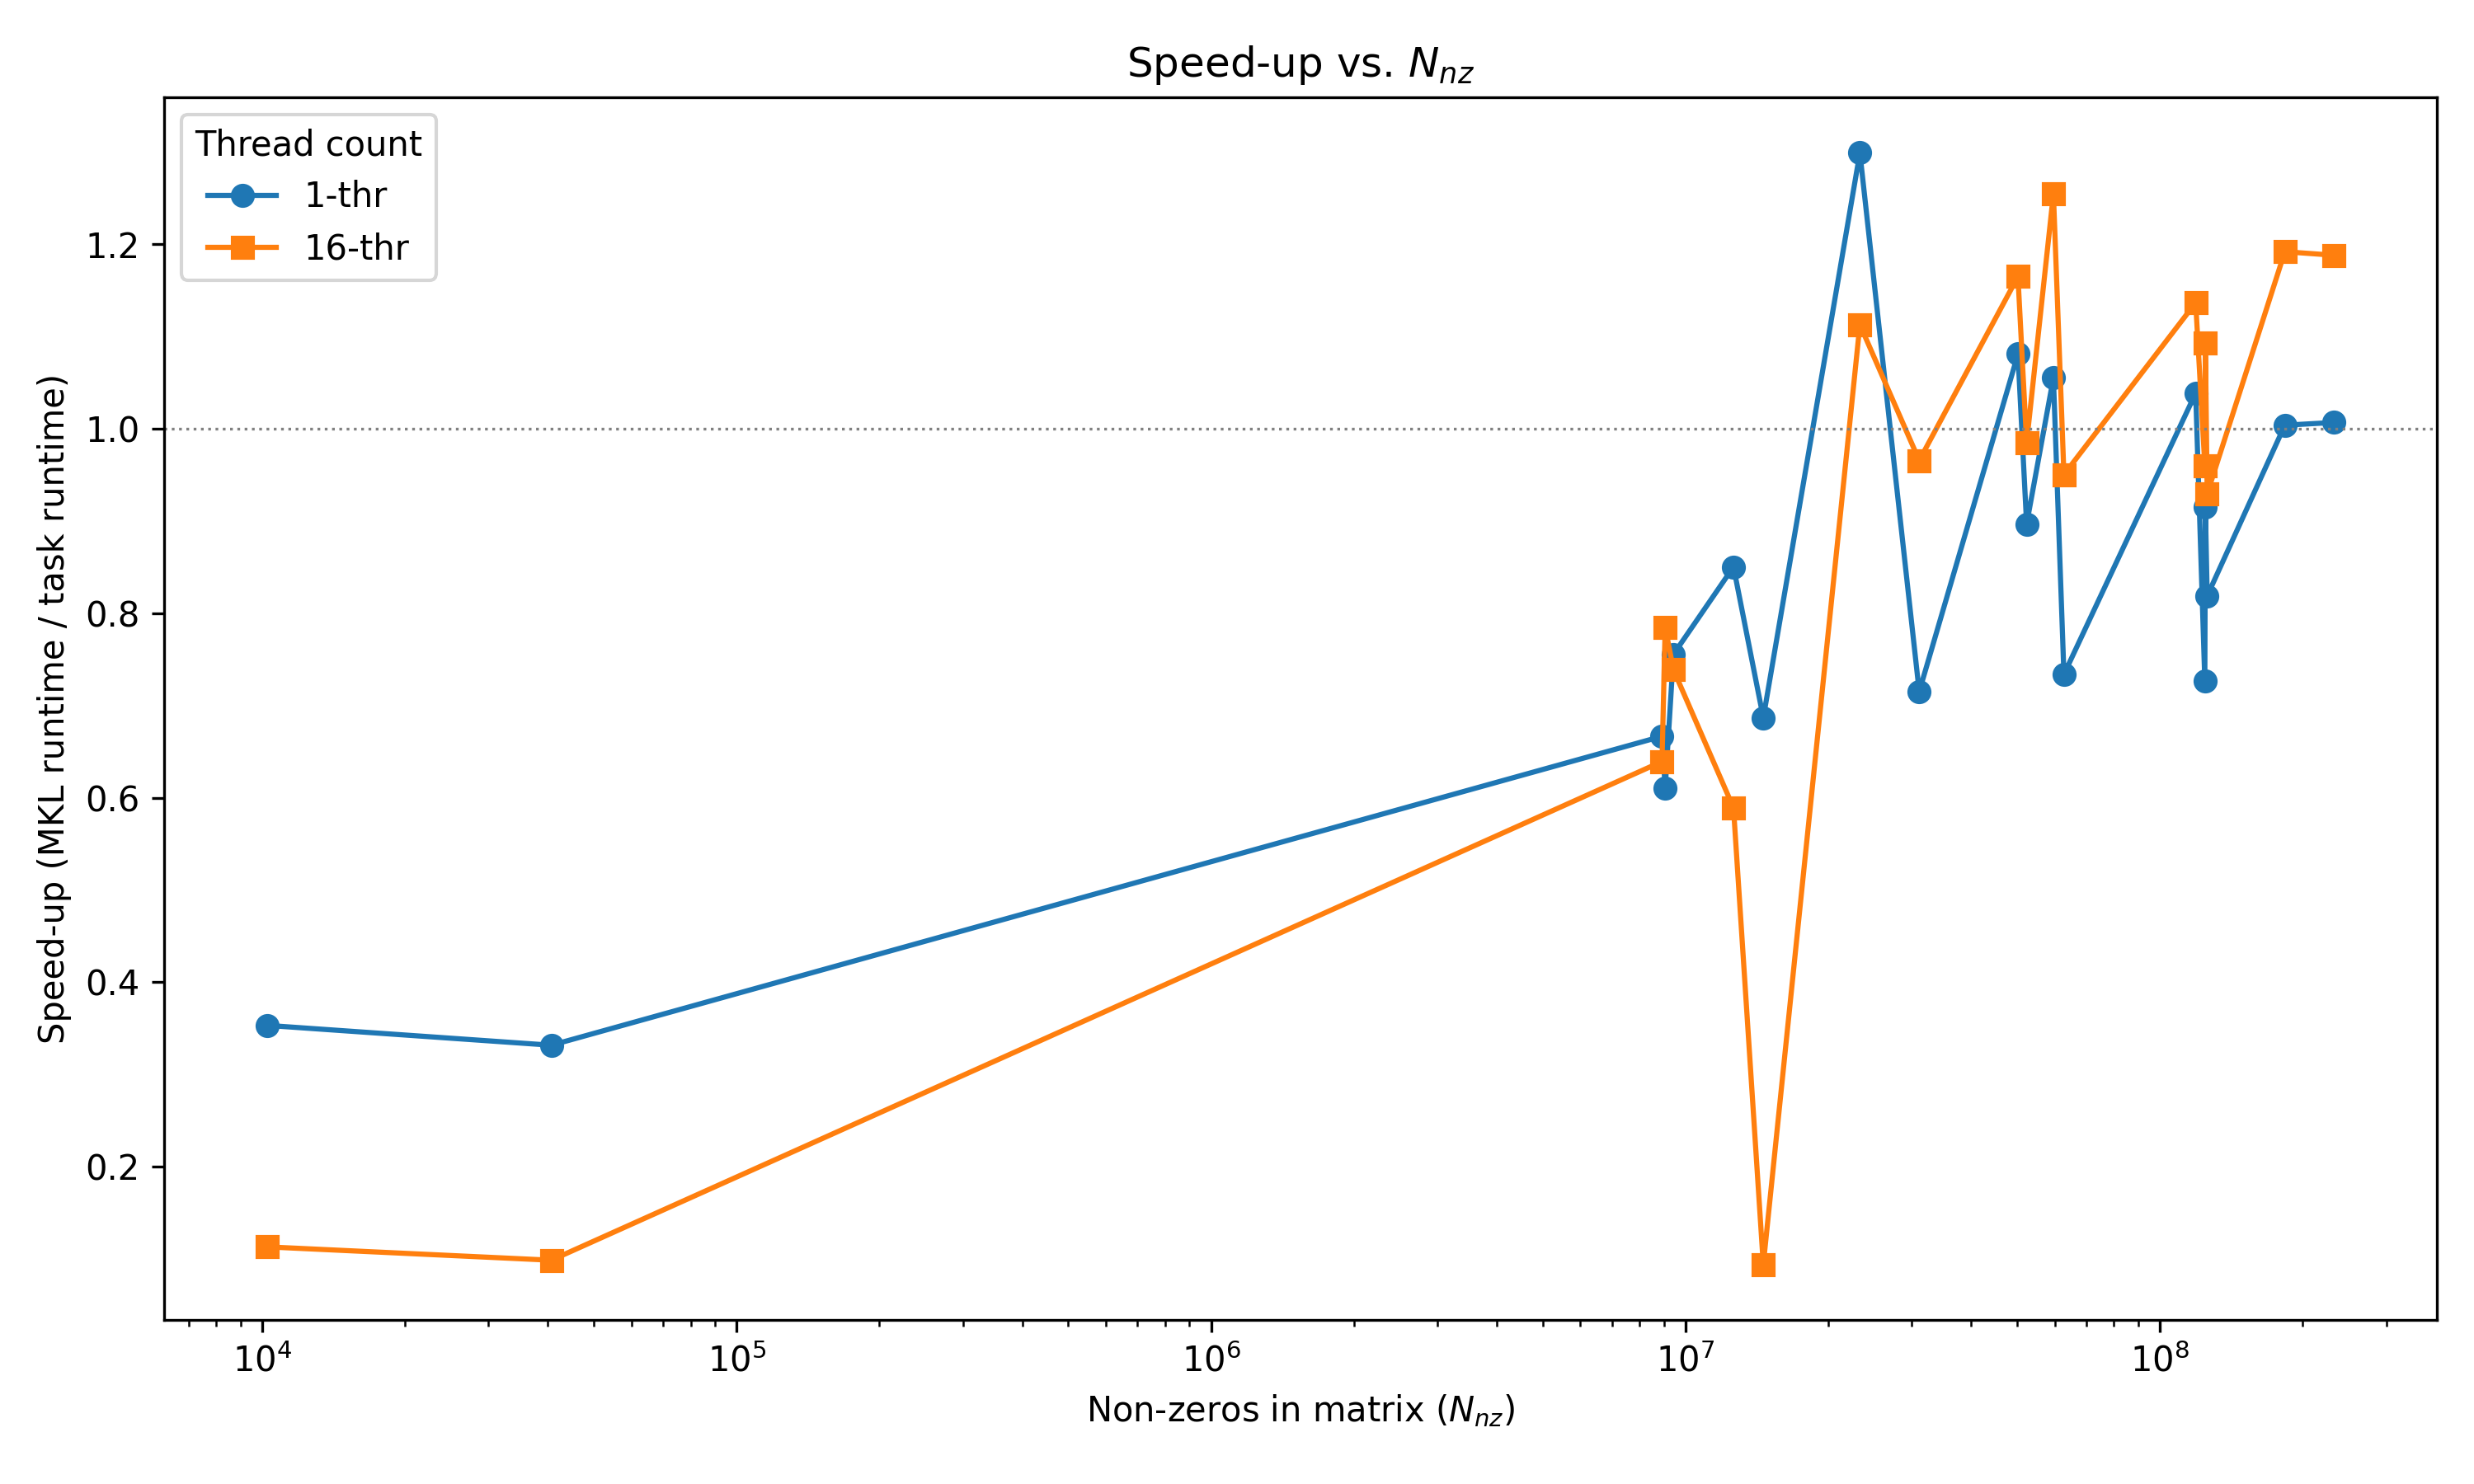 Speed-up vs. N_nz
Thread count
1-thr
16-thr
Speed-up (MKL runtime / task runtime)
1.2
1.0
0.8
0.6
0.4
0.2
10^4 10^5 10^6 10^7 10^8
Non-zeros in matrix (N_nz)